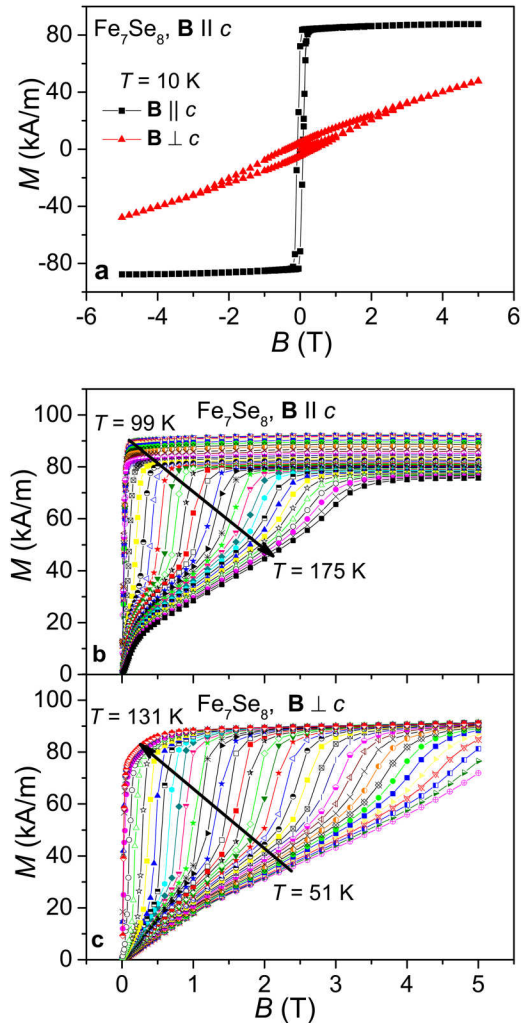 Fe₇Se₈, B || c
T = 10 K
B || c
B ⊥ c
M (kA/m)
80
40
0
-40
-80
a
-6 -4 -2 0 2 4 6
B (T)
Fe₇Se₈, B || c
T = 99 K
T = 175 K
M (kA/m)
100
80
60
40
20
0
b
Fe₇Se₈, B ⊥ c
T = 131 K
T = 51 K
M (kA/m)
100
80
60
40
20
0
c
0 1 2 3 4 5
B (T)